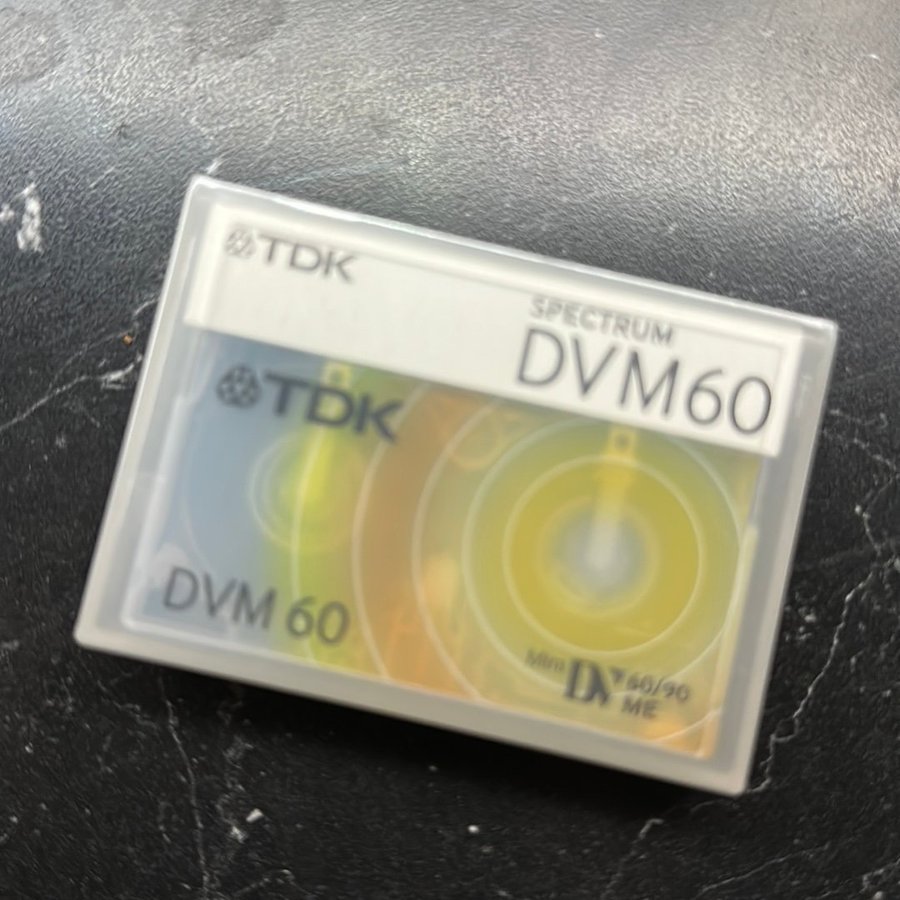 TDK
SPECTRUM
DVM60
TDK
DVM 60
Mini DV 60/90
ME